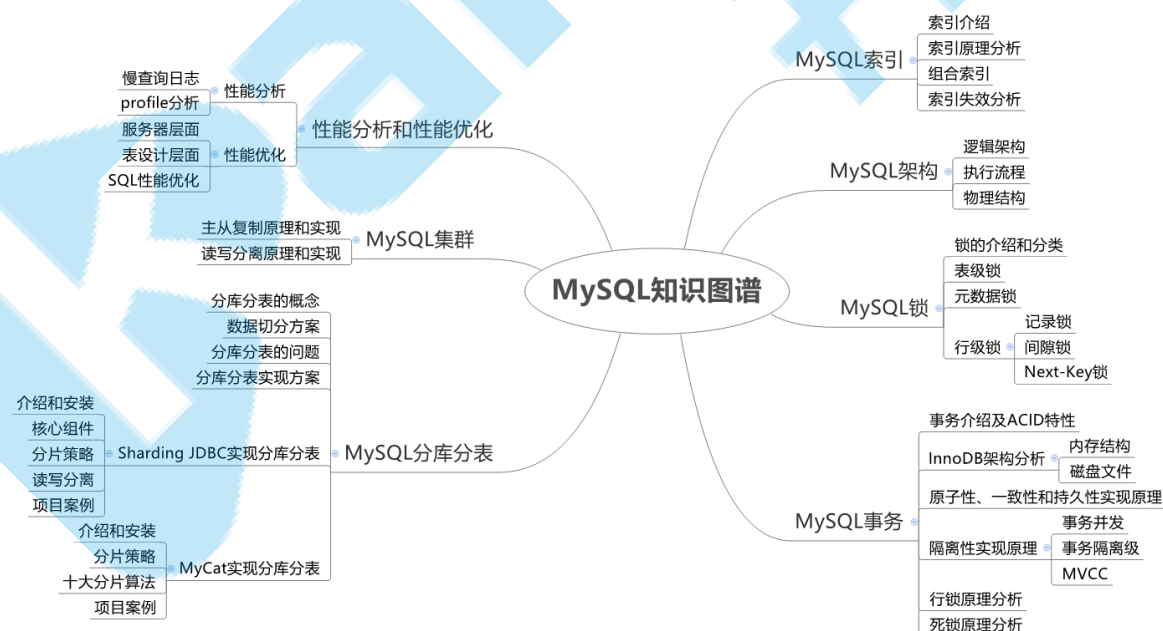 MySQL知识图谱
MySQL索引
索引介绍
索引原理分析
组合索引
索引失效分析
MySQL架构
逻辑架构
执行流程
物理结构
MySQL锁
锁的介绍和分类
表级锁
元数据锁
行级锁
记录锁
间隙锁
Next-Key锁
MySQL事务
事务介绍及ACID特性
InnoDB架构分析
内存结构
磁盘文件
原子性、一致性和持久性实现原理
隔离性实现原理
事务并发
事务隔离级
MVCC
行锁原理分析
死锁原理分析
性能分析和性能优化
性能分析
慢查询日志
profile分析
性能优化
服务器层面
表设计层面
SQL性能优化
MySQL集群
主从复制原理和实现
读写分离原理和实现
MySQL分库分表
分库分表的概念
数据切分方案
分库分表的问题
分库分表实现方案
Sharding JDBC实现分库分表
介绍和安装
核心组件
分片策略
读写分离
项目案例
MyCat实现分库分表
介绍和安装
分片策略
十大分片算法
项目案例